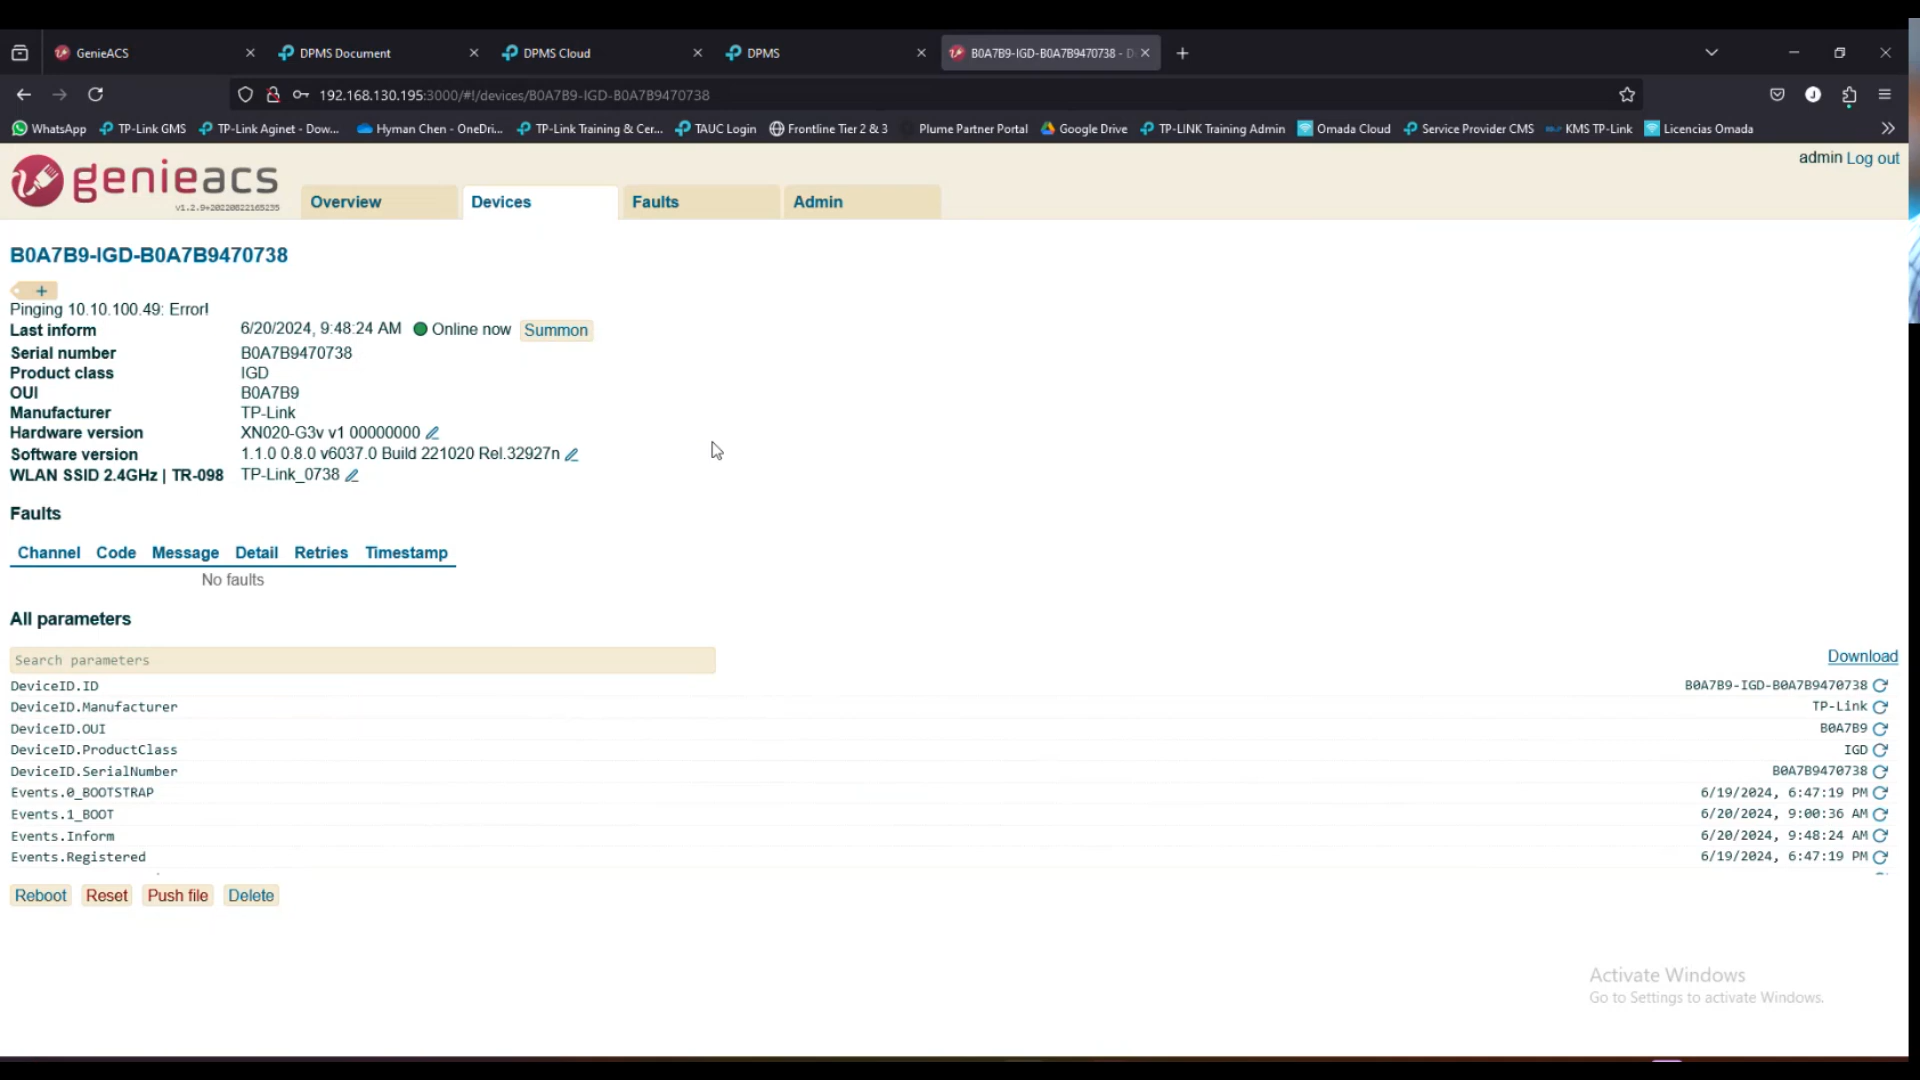 GenieACS
DPMS Document
DPMS Cloud
DPMS
B0A7B9-IGD-B0A7B9470738 - D
192.168.130.195:3000/#!/devices/B0A7B9-IGD-B0A7B9470738
WhatsApp
TP-Link GMS
TP-Link Aginet - Dow...
Hyman Chen - OneDri...
TP-Link Training & Cer...
TAUC Login
Frontline Tier 2 & 3
Plume Partner Portal
Google Drive
TP-LINK Training Admin
Omada Cloud
Service Provider CMS
KMS TP-Link
Licencias Omada
admin Log out
genieacs
v1.2.9+20220822165235
Overview
Devices
Faults
Admin
B0A7B9-IGD-B0A7B9470738
+
Pinging 10.10.100.49: Error!
Last inform 6/20/2024, 9:48:24 AM Online now Summon
Serial number B0A7B9470738
Product class IGD
OUI B0A7B9
Manufacturer TP-Link
Hardware version XN020-G3v v1 00000000
Software version 1.1.0 0.8.0 v6037.0 Build 221020 Rel.32927n
WLAN SSID 2.4GHz | TR-098 TP-Link_0738
Faults
Channel Code Message Detail Retries Timestamp
No faults
All parameters
Search parameters
Download
DeviceID.ID B0A7B9-IGD-B0A7B9470738
DeviceID.Manufacturer TP-Link
DeviceID.OUI B0A7B9
DeviceID.ProductClass IGD
DeviceID.SerialNumber B0A7B9470738
Events.0_BOOTSTRAP 6/19/2024, 6:47:19 PM
Events.1_BOOT 6/20/2024, 9:00:36 AM
Events.Inform 6/20/2024, 9:48:24 AM
Events.Registered 6/19/2024, 6:47:19 PM
Reboot Reset Push file Delete
Activate Windows
Go to Settings to activate Windows.